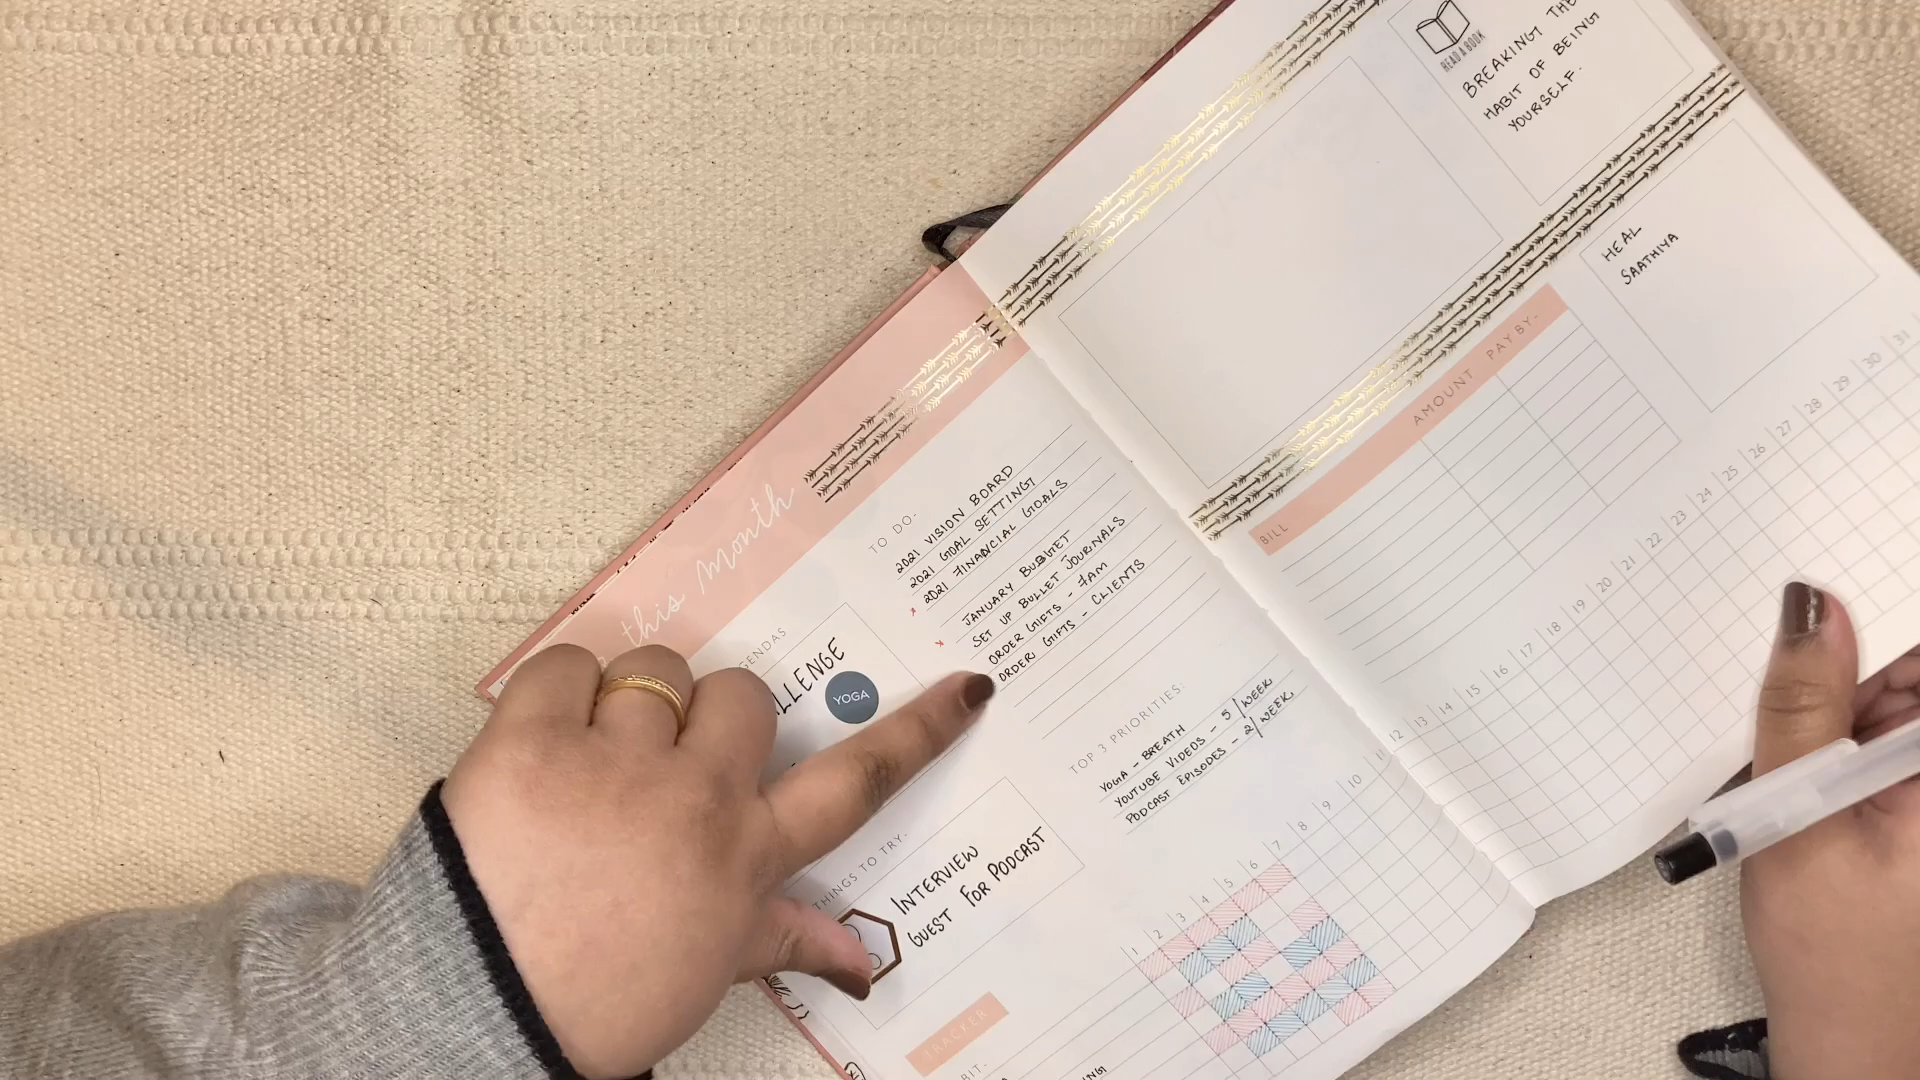 this month
AGENDAS
YOGA
TO DO-
2021 VISION BOARD
2021 GOAL SETTING
2021 FINANCIAL GOALS
JANUARY BUDGET
SET UP BULLET JOURNALS
ORDER GIFTS - FAM
ORDER GIFTS - CLIENTS
TOP 3 PRIORITIES:
YOGA - BREATH
YOUTUBE VIDEOS - 5/WEEK
PODCAST EPISODES - 2/WEEK
THINGS TO TRY-
INTERVIEW
GUEST FOR PODCAST
TRACKER
1 2 3 4 5 6 7 8 9 10 11 12 13 14 15 16 17 18 19 20 21 22 23 24 25 26 27 28 29 30 31
READ A BOOK
BREAKING THE
HABIT OF BEING
YOURSELF.
HEAL
SAATHIYA
BILL AMOUNT PAY BY-